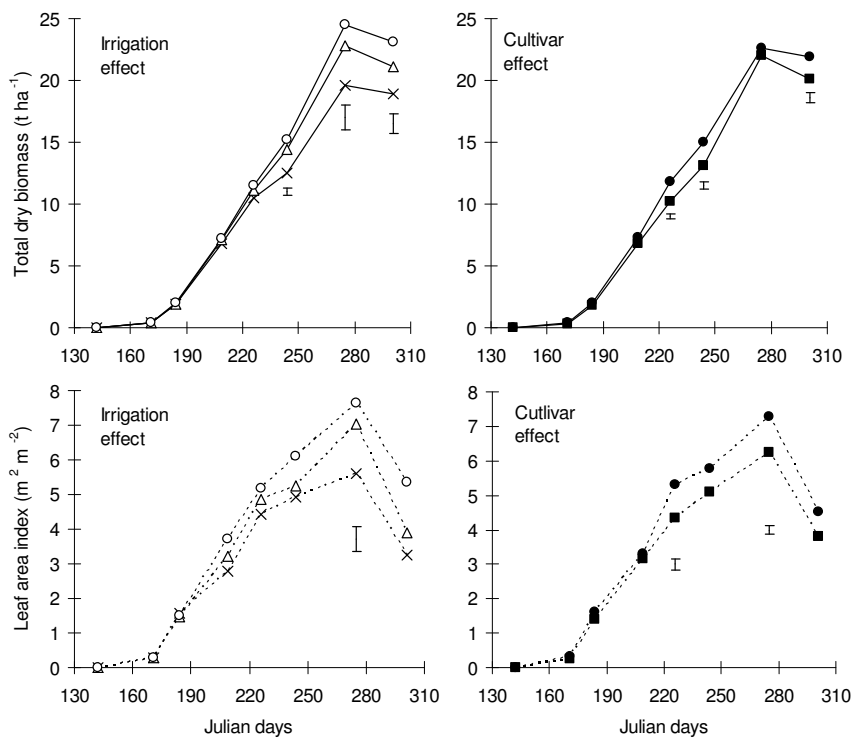 Total dry biomass (t ha-1)
25
20
15
10
5
0
Irrigation
effect
130 160 190 220 250 280 310
25
20
15
10
5
0
Cultivar
effect
130 160 190 220 250 280 310
Leaf area index (m2 m-2)
8
7
6
5
4
3
2
1
0
Irrigation
effect
130 160 190 220 250 280 310
Julian days
8
7
6
5
4
3
2
1
0
Cutlivar
effect
130 160 190 220 250 280 310
Julian days